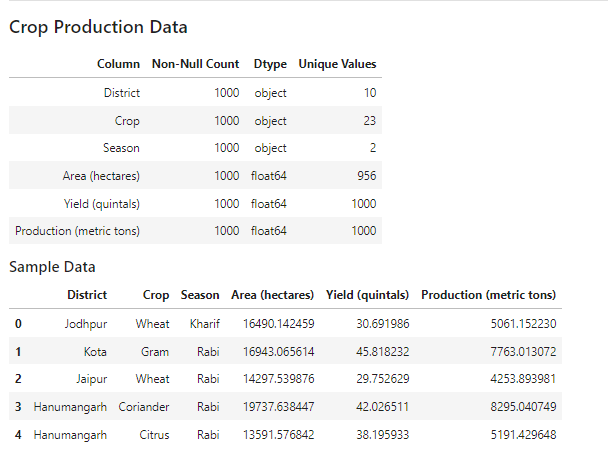 Crop Production Data
Column Non-Null Count Dtype Unique Values
District 1000 object 10
Crop 1000 object 23
Season 1000 object 2
Area (hectares) 1000 float64 956
Yield (quintals) 1000 float64 1000
Production (metric tons) 1000 float64 1000
Sample Data
District Crop Season Area (hectares) Yield (quintals) Production (metric tons)
0 Jodhpur Wheat Kharif 16490.142459 30.691986 5061.152230
1 Kota Gram Rabi 16943.065614 45.818232 7763.013072
2 Jaipur Wheat Rabi 14297.539876 29.752629 4253.893981
3 Hanumangarh Coriander Rabi 19737.638447 42.026511 8295.040749
4 Hanumangarh Citrus Rabi 13591.576842 38.195933 5191.429648